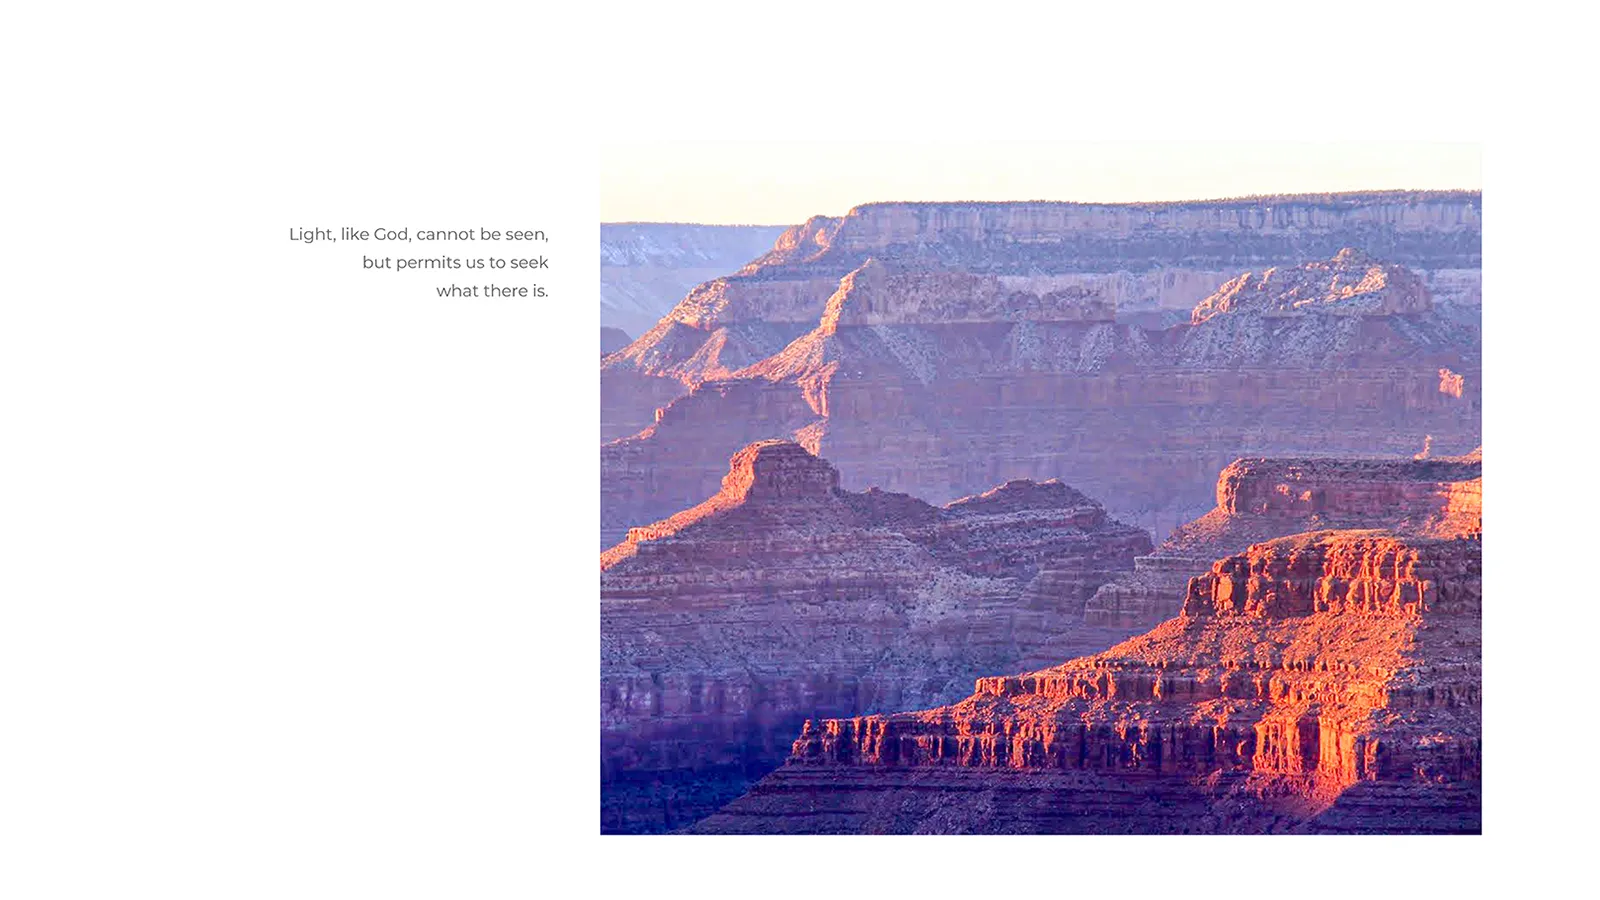 Light, like God, cannot be seen,
but permits us to seek
what there is.